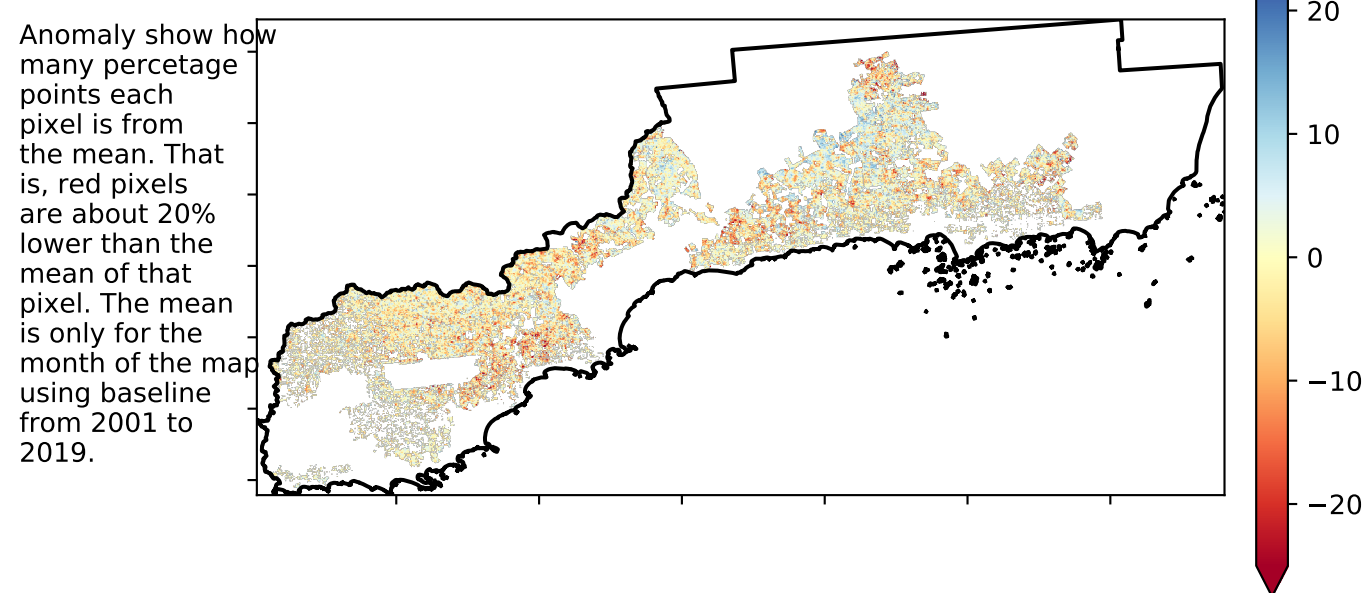 Anomaly show how
many percetage
points each
pixel is from
the mean. That
is, red pixels
are about 20%
lower than the
mean of that
pixel. The mean
is only for the
month of the map
using baseline
from 2001 to
2019.
20
10
0
−10
−20